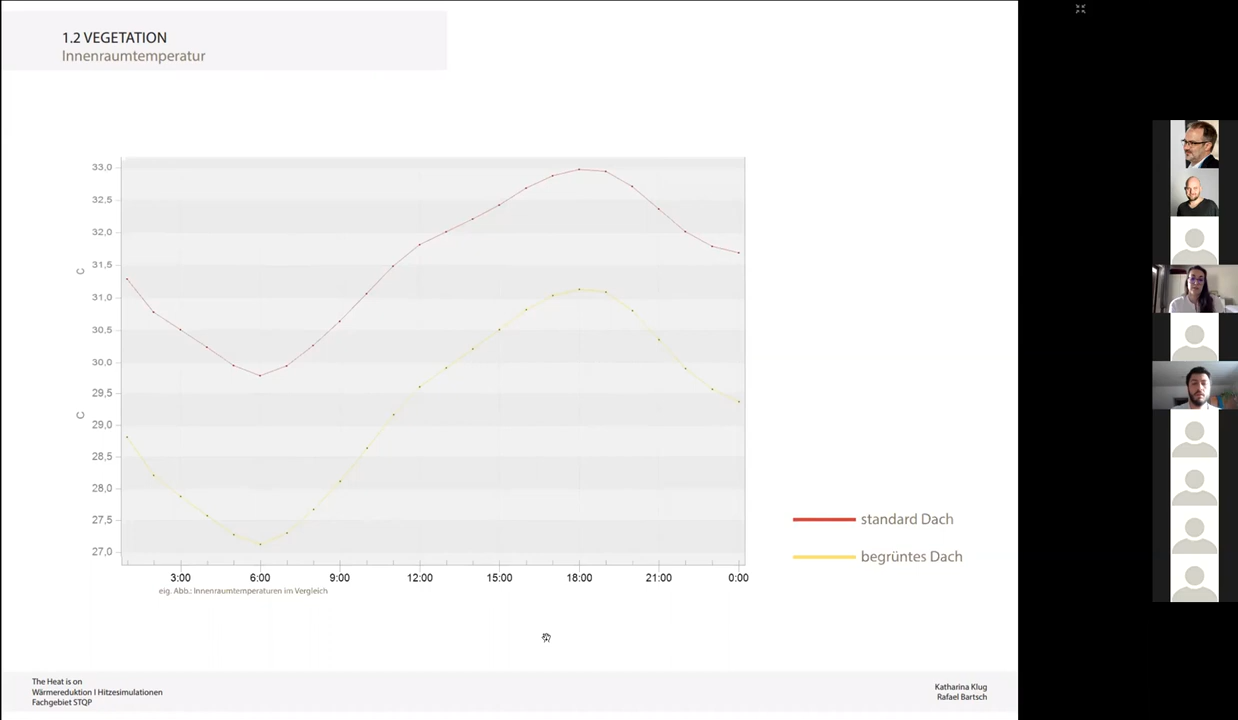 1.2 VEGETATION
Innenraumtemperatur
33,0
32,5
32,0
31,5
31,0
30,5
30,0
29,5
29,0
28,5
28,0
27,5
27,0
C
C
3:00 6:00 9:00 12:00 15:00 18:00 21:00 0:00
eig. Abb.: Innenraumtemperaturen im Vergleich
standard Dach
begrüntes Dach
The Heat is on
Wärmereduktion I Hitzesimulationen
Fachgebiet STQP
Katharina Klug
Rafael Bartsch